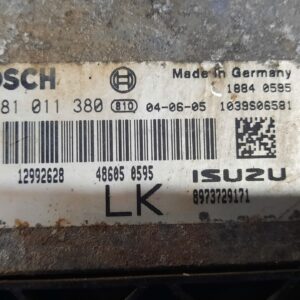 OSCH Made in Germany
1884 0595
81 011 380 810 04-06-05 1039S06581
12992628 48605 0595 ISUZU
LK 8973729171